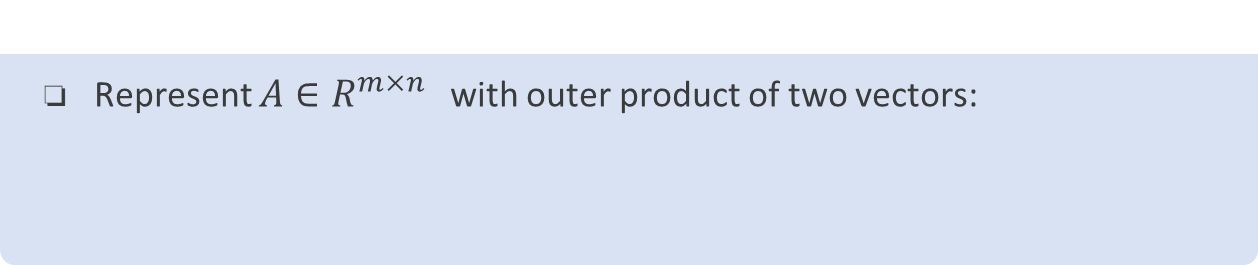 ❑ Represent 𝐴 ∈ 𝑅^{𝑚×𝑛} with outer product of two vectors: